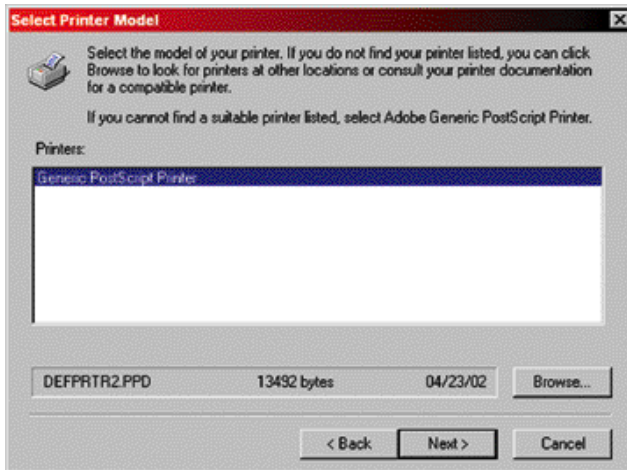 Select Printer Model
Select the model of your printer. If you do not find your printer listed, you can click
Browse to look for printers at other locations or consult your printer documentation
for a compatible printer.
If you cannot find a suitable printer listed, select Adobe Generic PostScript Printer.
Printers:
Generic PostScript Printer
DEFPRTR2.PPD 13492 bytes 04/23/02 Browse...
< Back Next > Cancel